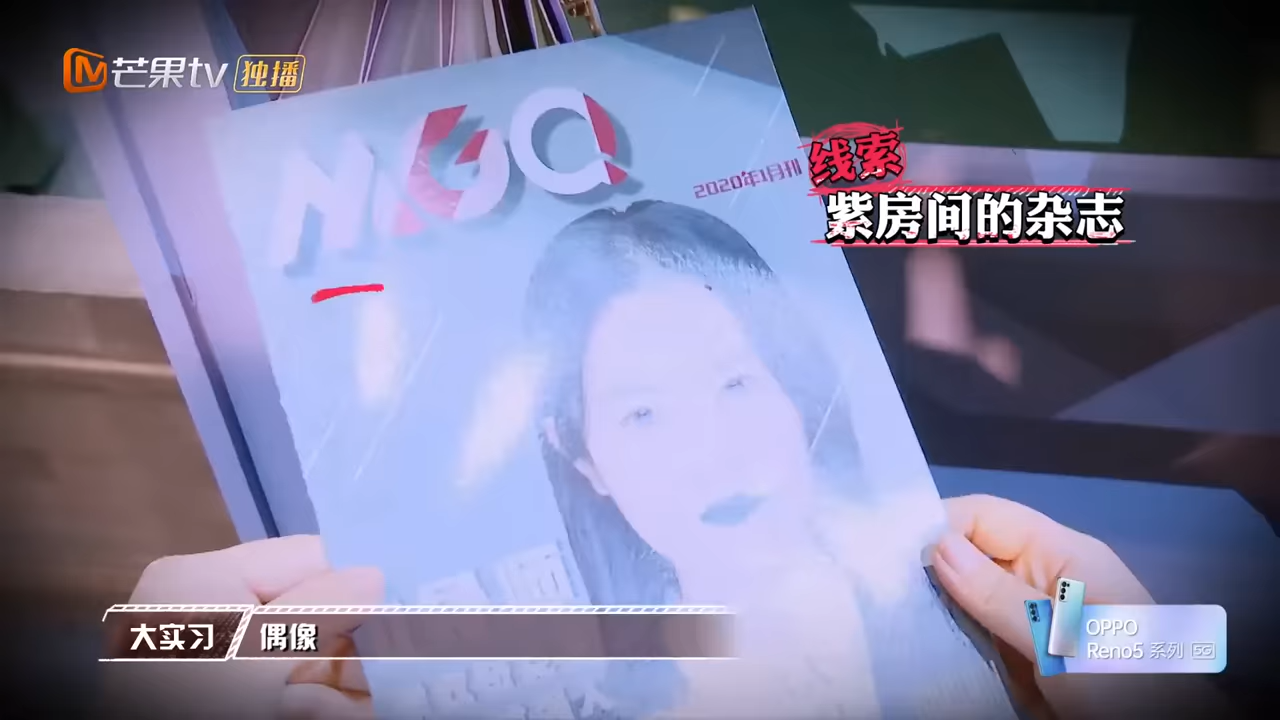 芒果tv 独播
MGQ
2020年1月刊
线索
紫房间的杂志
大实习 偶像
OPPO
Reno5 系列 5G